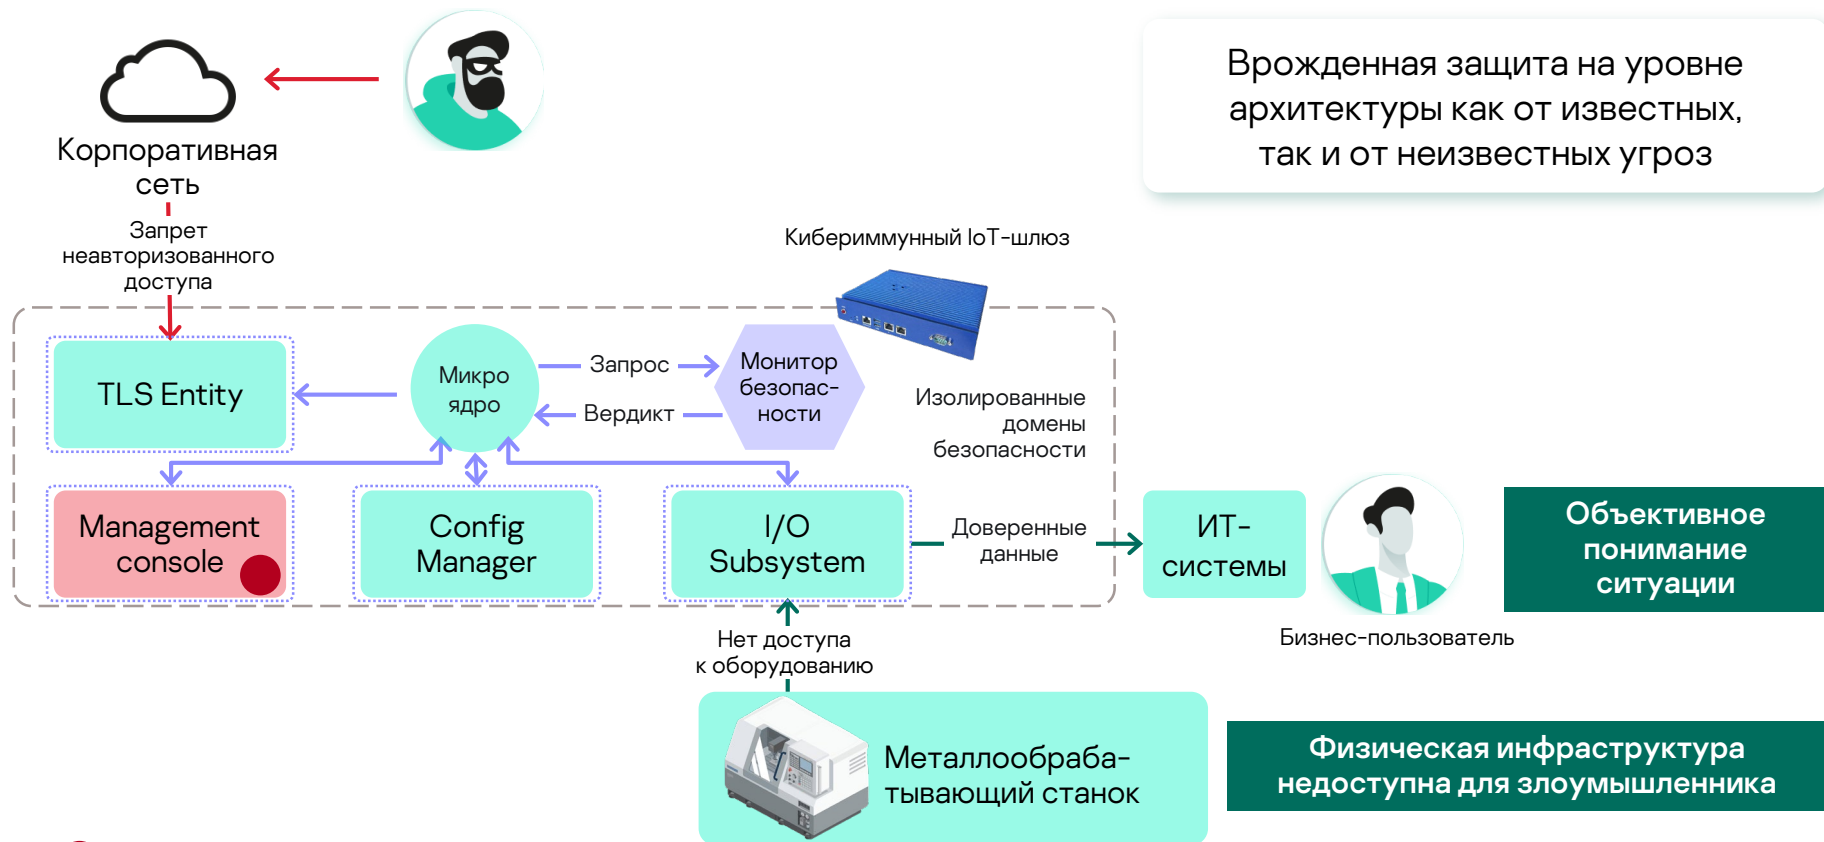 Врожденная защита на уровне
архитектуры как от известных,
так и от неизвестных угроз
Корпоративная
сеть
Запрет
неавторизованного
доступа
Кибериммунный IoT-шлюз
TLS Entity
Микро
ядро
Запрос
Вердикт
Монитор
безопас-
ности
Изолированные
домены
безопасности
Management
console
Config
Manager
I/O
Subsystem
Доверенные
данные
ИТ-
системы
Бизнес-пользователь
Объективное
понимание
ситуации
Нет доступа
к оборудованию
Металлообраба-
тывающий станок
Физическая инфраструктура
недоступна для злоумышленника